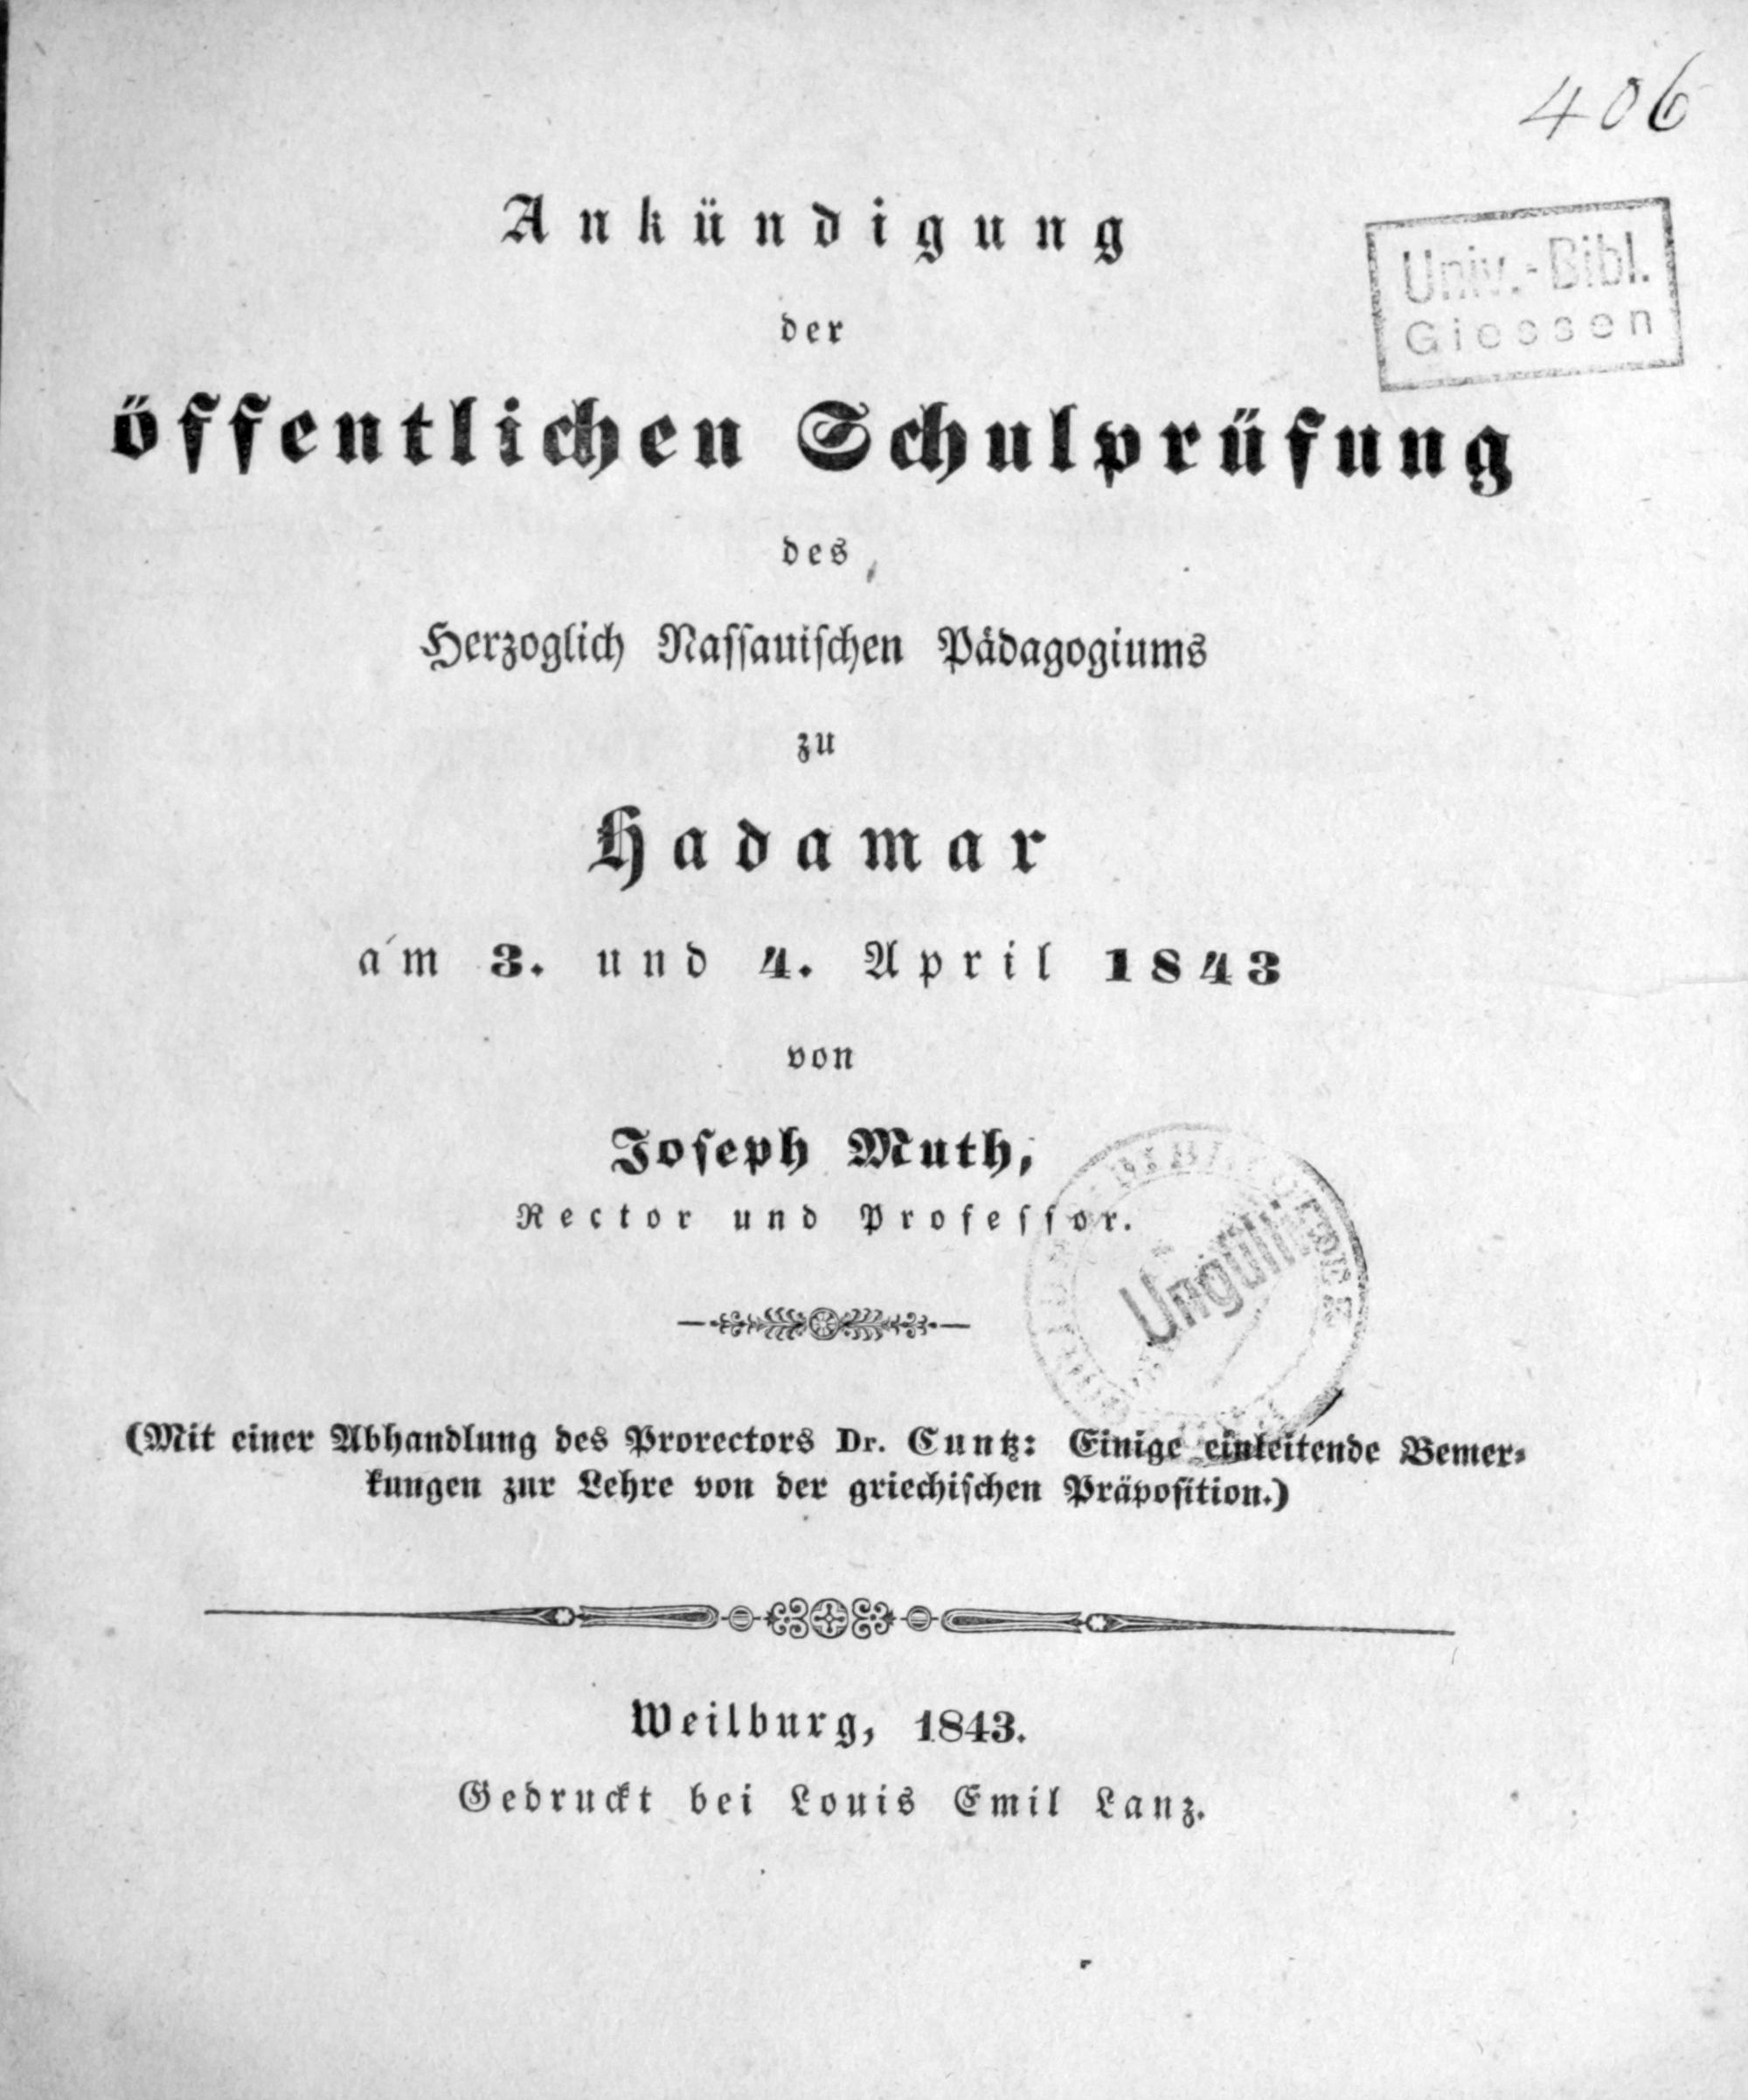 406
Univ.-Bibl.
Giessen
Ankündigung
der
öffentlichen Schulprüfung
des
Herzoglich Nassauischen Pädagogiums
zu
Hadamar
am 3. und 4. April 1843
von
Joseph Muth,
Rector und Professor.
Ungültig
(Mit einer Abhandlung des Prorectors Dr. Cuntz: Einige einleitende Bemer-
kungen zur Lehre von der griechischen Präposition.)
Weilburg, 1843.
Gedruckt bei Louis Emil Lanz.